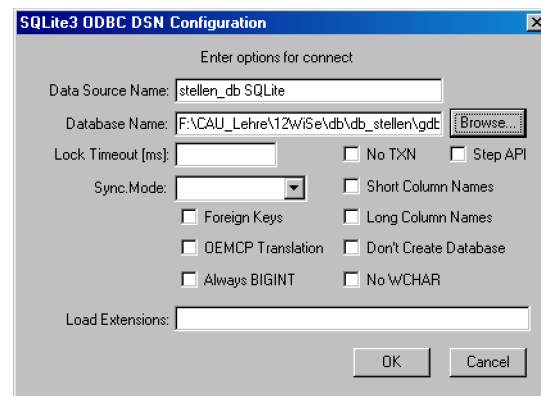 SQLite3 ODBC DSN Configuration
Enter options for connect
Data Source Name: stellen_db SQLite
Database Name: F:\CAU_Lehre\12WiSe\db\db_stellen\gdb Browse...
Lock Timeout [ms]: No TXN Step API
Sync.Mode: Short Column Names
Foreign Keys Long Column Names
OEMCP Translation Don't Create Database
Always BIGINT No WCHAR
Load Extensions:
OK Cancel